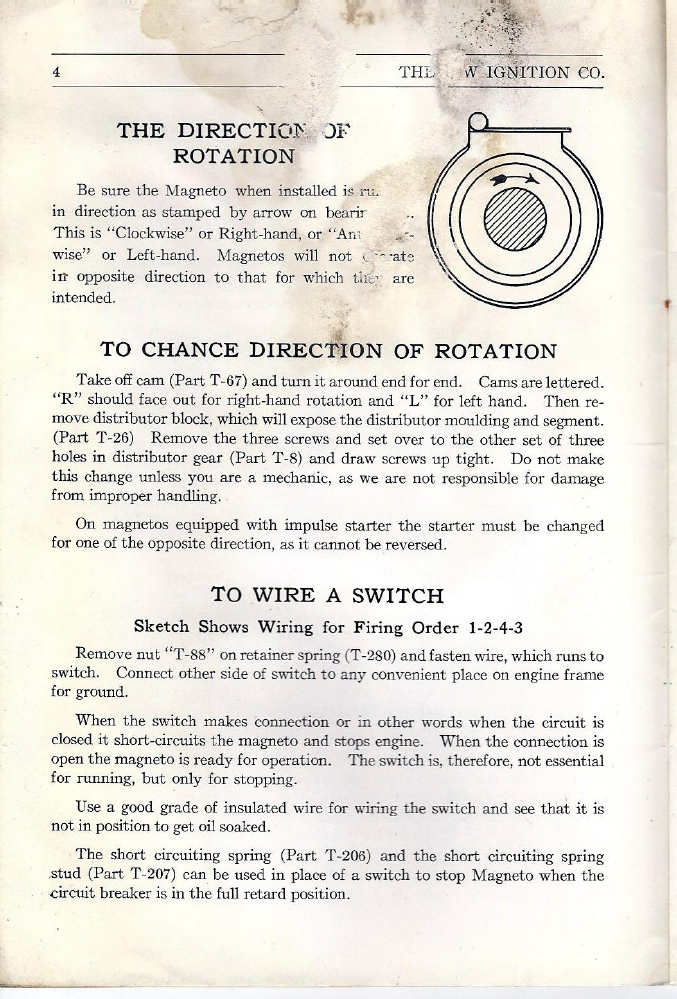 4 THE W IGNITION CO.
THE DIRECTION OF
ROTATION
Be sure the Magneto when installed is
in direction as stamped by arrow on
This is “Clockwise” or Right-hand, or
wise” or Left-hand. Magnetos will not
in opposite direction to that for which they are
intended.
TO CHANCE DIRECTION OF ROTATION
Take off cam (Part T-67) and turn it around end for end. Cams are lettered.
“R” should face out for right-hand rotation and “L” for left hand. Then re-
move distributor block, which will expose the distributor moulding and segment.
(Part T-26) Remove the three screws and set over to the other set of three
holes in distributor gear (Part T-8) and draw screws up tight. Do not make
this change unless you are a mechanic, as we are not responsible for damage
from improper handling.
On magnetos equipped with impulse starter the starter must be changed
for one of the opposite direction, as it cannot be reversed.
TO WIRE A SWITCH
Sketch Shows Wiring for Firing Order 1-2-4-3
Remove nut “T-88” on retainer spring (T-280) and fasten wire, which runs to
switch. Connect other side of switch to any convenient place on engine frame
for ground.
When the switch makes connection or in other words when the circuit is
closed it short-circuits the magneto and stops engine. When the connection is
open the magneto is ready for operation. The switch is, therefore, not essential
for running, but only for stopping.
Use a good grade of insulated wire for wiring the switch and see that it is
not in position to get oil soaked.
The short circuiting spring (Part T-206) and the short circuiting spring
stud (Part T-207) can be used in place of a switch to stop Magneto when the
circuit breaker is in the full retard position.